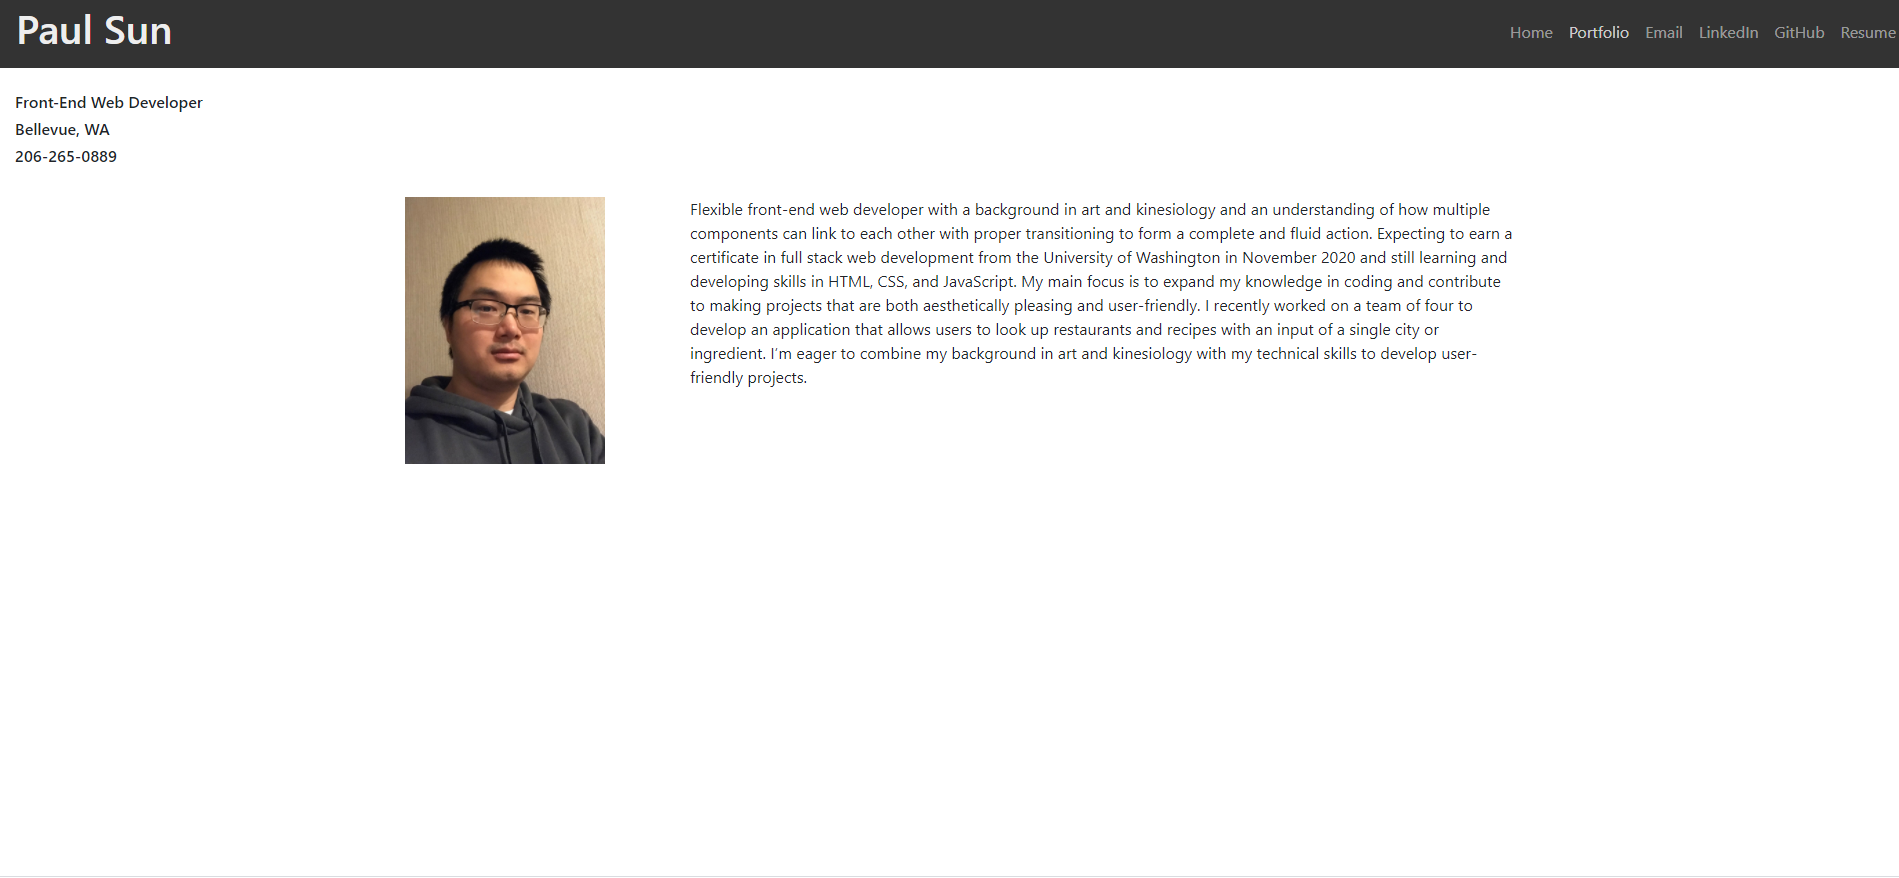 Paul Sun
Home Portfolio Email LinkedIn GitHub Resume
Front-End Web Developer
Bellevue, WA
206-265-0889
Flexible front-end web developer with a background in art and kinesiology and an understanding of how multiple
components can link to each other with proper transitioning to form a complete and fluid action. Expecting to earn a
certificate in full stack web development from the University of Washington in November 2020 and still learning and
developing skills in HTML, CSS, and JavaScript. My main focus is to expand my knowledge in coding and contribute
to making projects that are both aesthetically pleasing and user-friendly. I recently worked on a team of four to
develop an application that allows users to look up restaurants and recipes with an input of a single city or
ingredient. I'm eager to combine my background in art and kinesiology with my technical skills to develop user-
friendly projects.